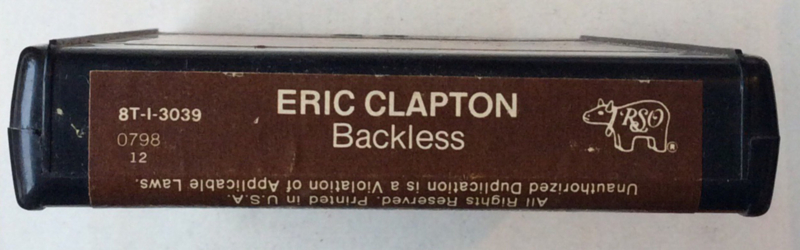 8T-I-3039
0798
12
ERIC CLAPTON
Backless
RSO
®
All Rights Reserved. Printed in U.S.A.
Unauthorized Duplication is a Violation of Applicable Laws.